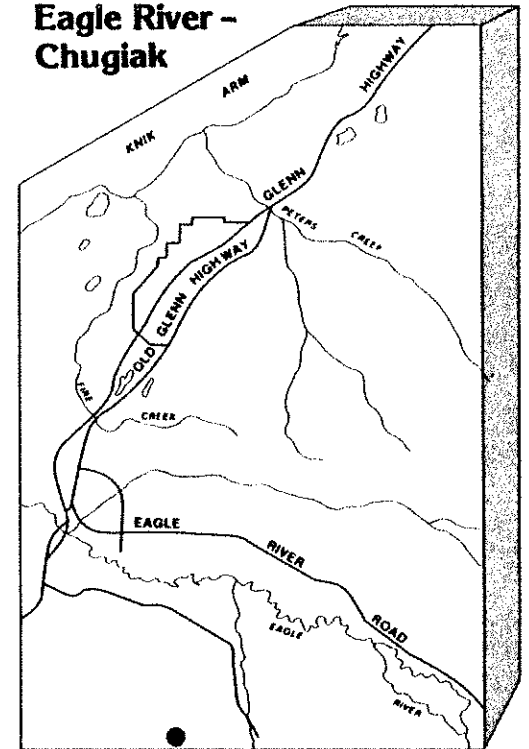 Eagle River –
Chugiak
KNIK ARM
GLENN HIGHWAY
PETERS CREEK
OLD GLENN HIGHWAY
FIRE CREEK
EAGLE RIVER ROAD
EAGLE RIVER